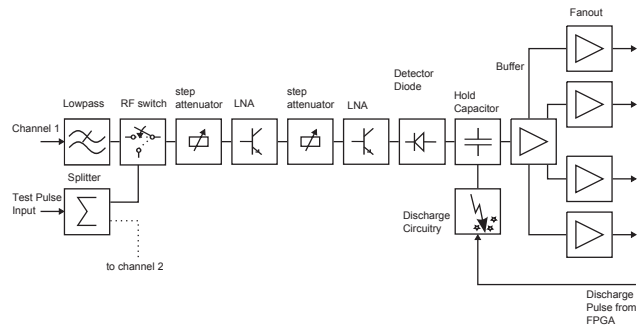 Fanout
Buffer
Detector
Diode
Hold
Capacitor
step
attenuator
LNA
step
attenuator
LNA
Lowpass
RF switch
Channel 1
Splitter
Test Pulse
Input
to channel 2
Discharge
Circuitry
Discharge
Pulse from
FPGA